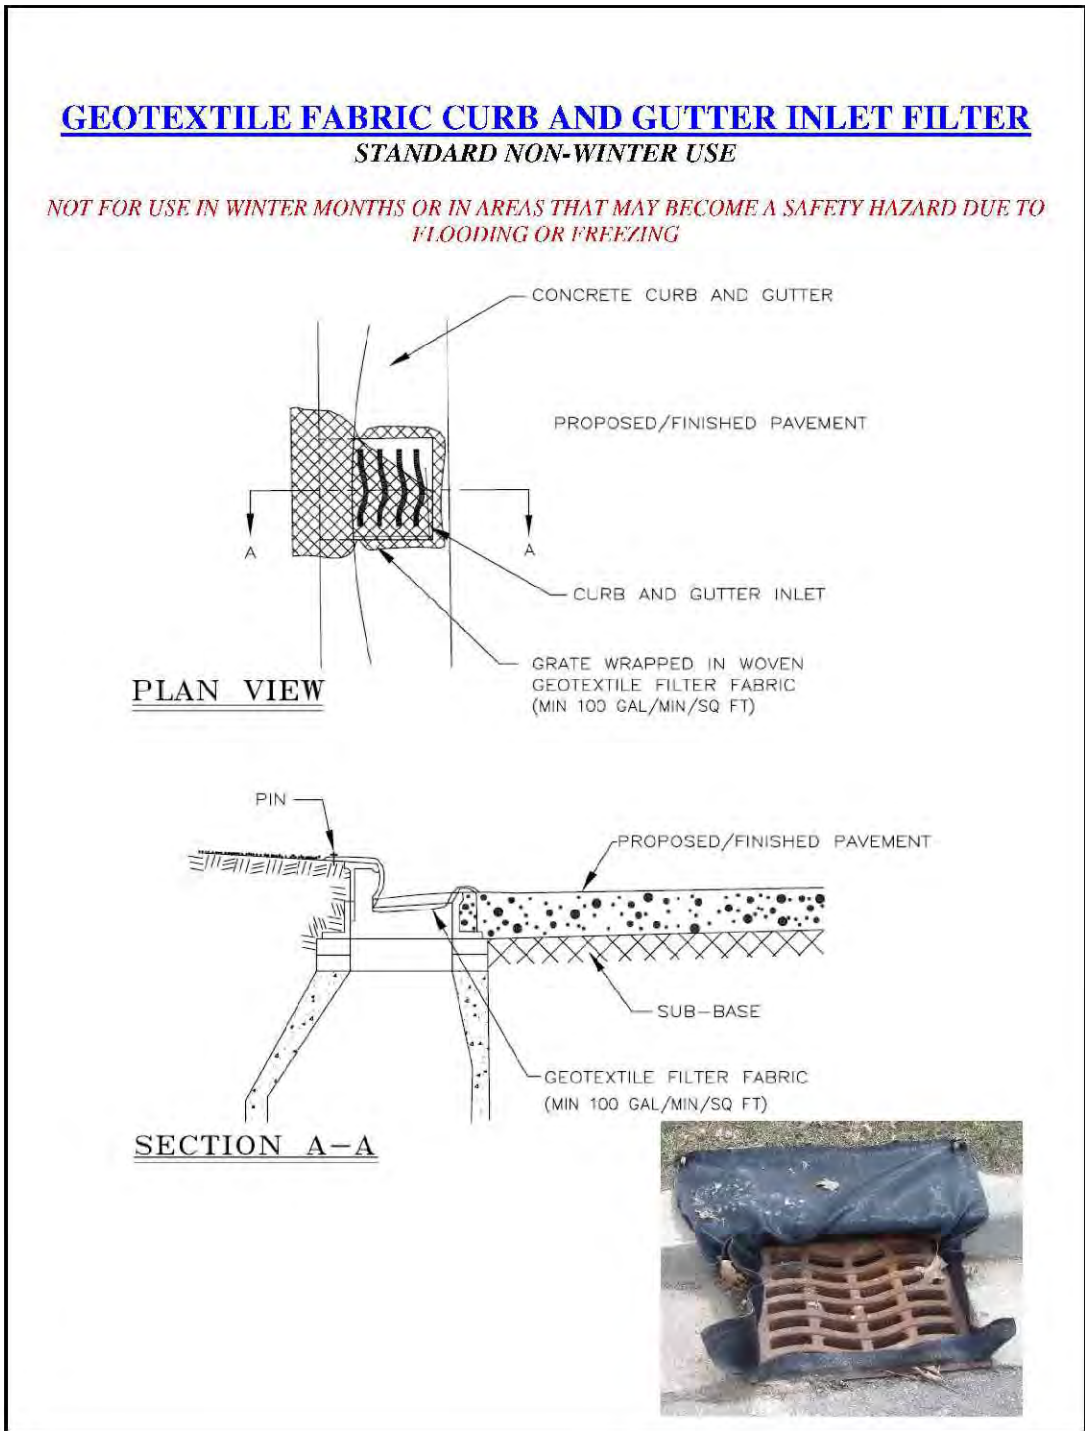 GEOTEXTILE FABRIC CURB AND GUTTER INLET FILTER
STANDARD NON-WINTER USE
NOT FOR USE IN WINTER MONTHS OR IN AREAS THAT MAY BECOME A SAFETY HAZARD DUE TO
FLOODING OR FREEZING
CONCRETE CURB AND GUTTER
PROPOSED/FINISHED PAVEMENT
A
A
CURB AND GUTTER INLET
GRATE WRAPPED IN WOVEN
GEOTEXTILE FILTER FABRIC
(MIN 100 GAL/MIN/SQ FT)
PLAN VIEW
PIN
PROPOSED/FINISHED PAVEMENT
SUB-BASE
GEOTEXTILE FILTER FABRIC
(MIN 100 GAL/MIN/SQ FT)
SECTION A-A